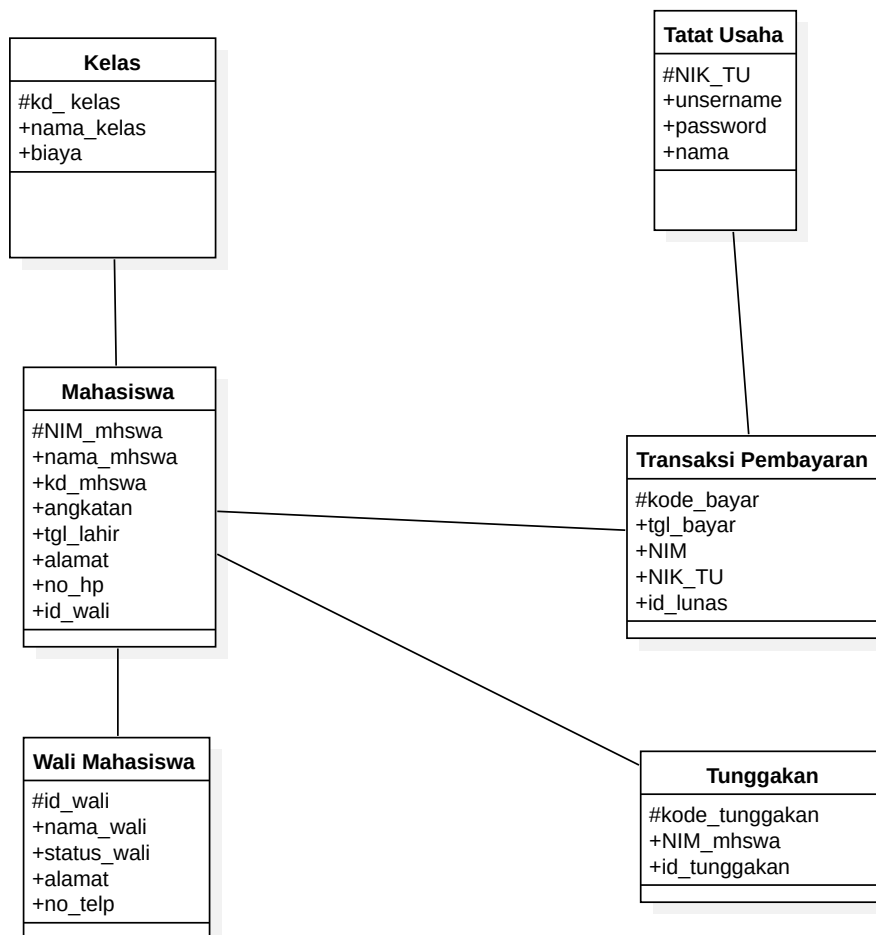 Kelas
#kd_ kelas
+nama_kelas
+biaya
Tatat Usaha
#NIK_TU
+unsername
+password
+nama
Mahasiswa
#NIM_mhswa
+nama_mhswa
+kd_mhswa
+angkatan
+tgl_lahir
+alamat
+no_hp
+id_wali
Transaksi Pembayaran
#kode_bayar
+tgl_bayar
+NIM
+NIK_TU
+id_lunas
Wali Mahasiswa
#id_wali
+nama_wali
+status_wali
+alamat
+no_telp
Tunggakan
#kode_tunggakan
+NIM_mhswa
+id_tunggakan